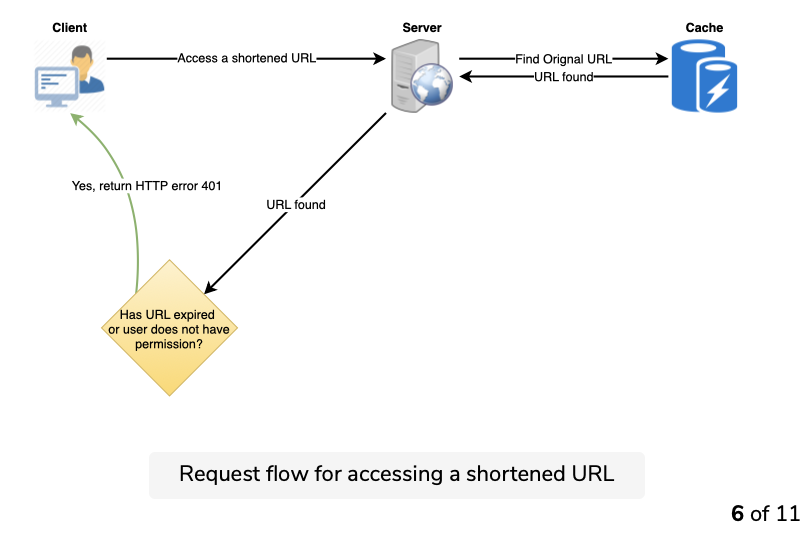 Client
Server
Cache
Access a shortened URL
Find Orignal URL
URL found
Yes, return HTTP error 401
URL found
Has URL expired
or user does not have
permission?
Request flow for accessing a shortened URL
6 of 11